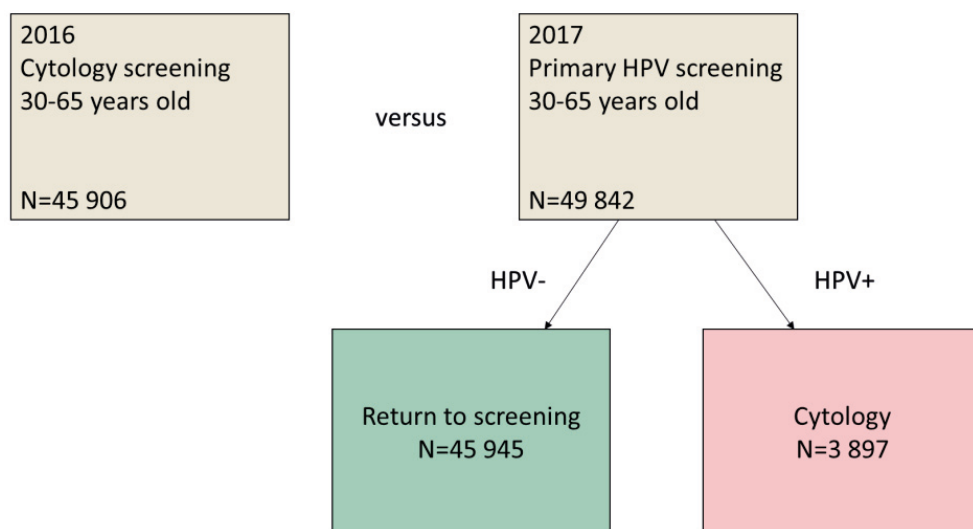 2016
Cytology screening
30-65 years old
N=45 906
versus
2017
Primary HPV screening
30-65 years old
N=49 842
HPV-
HPV+
Return to screening
N=45 945
Cytology
N=3 897